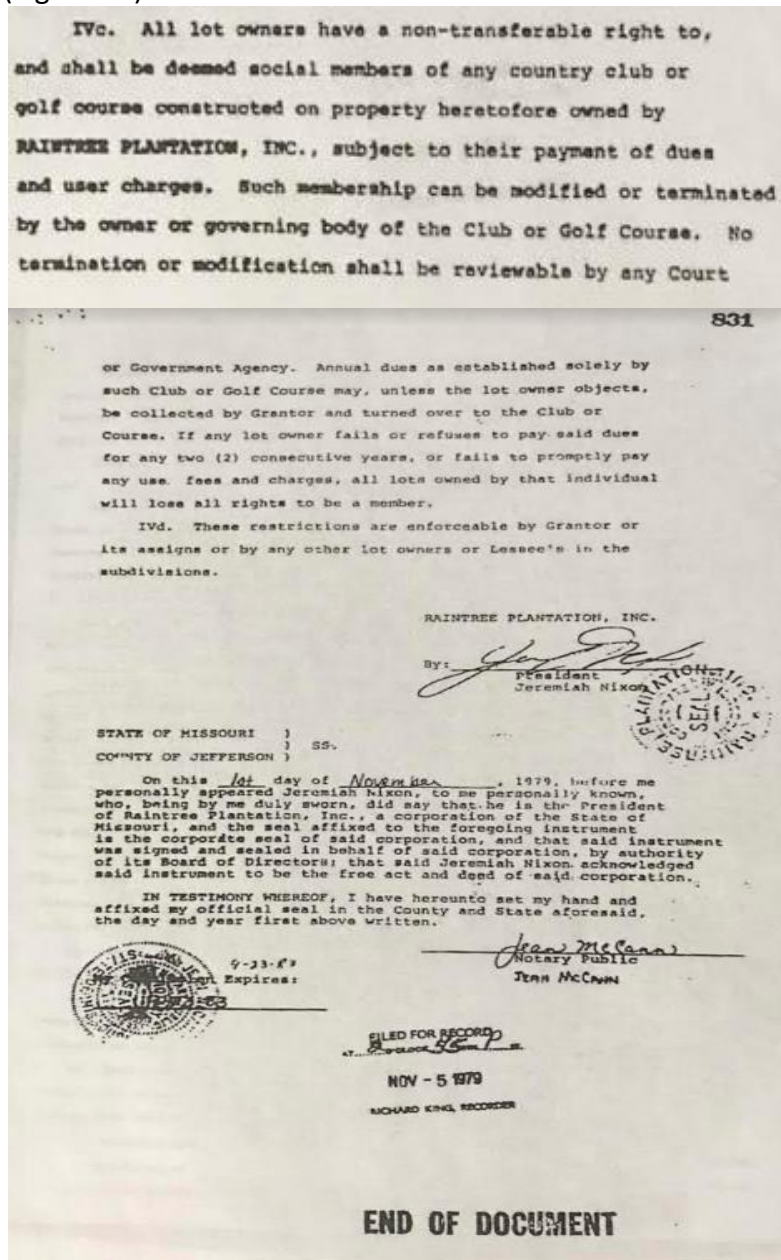 IVc. All lot owners have a non-transferable right to,
and shall be deemed social members of any country club or
golf course constructed on property heretofore owned by
RAINTREE PLANTATION, INC., subject to their payment of dues
and user charges. Such membership can be modified or terminated
by the owner or governing body of the Club or Golf Course. No
termination or modification shall be reviewable by any Court
831
or Government Agency. Annual dues as established solely by
such Club or Golf Course may, unless the lot owner objects,
be collected by Grantor and turned over to the Club or
Course. If any lot owner fails or refuses to pay said dues
for any two (2) consecutive years, or fails to promptly pay
any use fees and charges, all lots owned by that individual
will lose all rights to be a member.
IVd. These restrictions are enforceable by Grantor or
its assigns or by any other lot owners or Lessee's in the
subdivisions.
RAINTREE PLANTATION, INC.
By:
President
Jeremiah Nixon
SEAL
STATE OF MISSOURI )
) SS.
COUNTY OF JEFFERSON )
On this 1st day of November, 1979, before me
personally appeared Jeremiah Nixon, to me personally known,
who, being by me duly sworn, did say that he is the President
of Raintree Plantation, Inc., a corporation of the State of
Missouri, and the seal affixed to the foregoing instrument
is the corporate seal of said corporation, and that said instrument
was signed and sealed in behalf of said corporation, by authority
of its Board of Directors; that said Jeremiah Nixon acknowledged
said instrument to be the free act and deed of said corporation.
IN TESTIMONY WHEREOF, I have hereunto set my hand and
affixed my official seal in the County and State aforesaid,
the day and year first above written.
Jean McCann
Notary Public
JEAN McCANN
Expires:
FILED FOR RECORD
AT O'CLOCK
NOV - 5 1979
RICHARD KING, RECORDER
END OF DOCUMENT